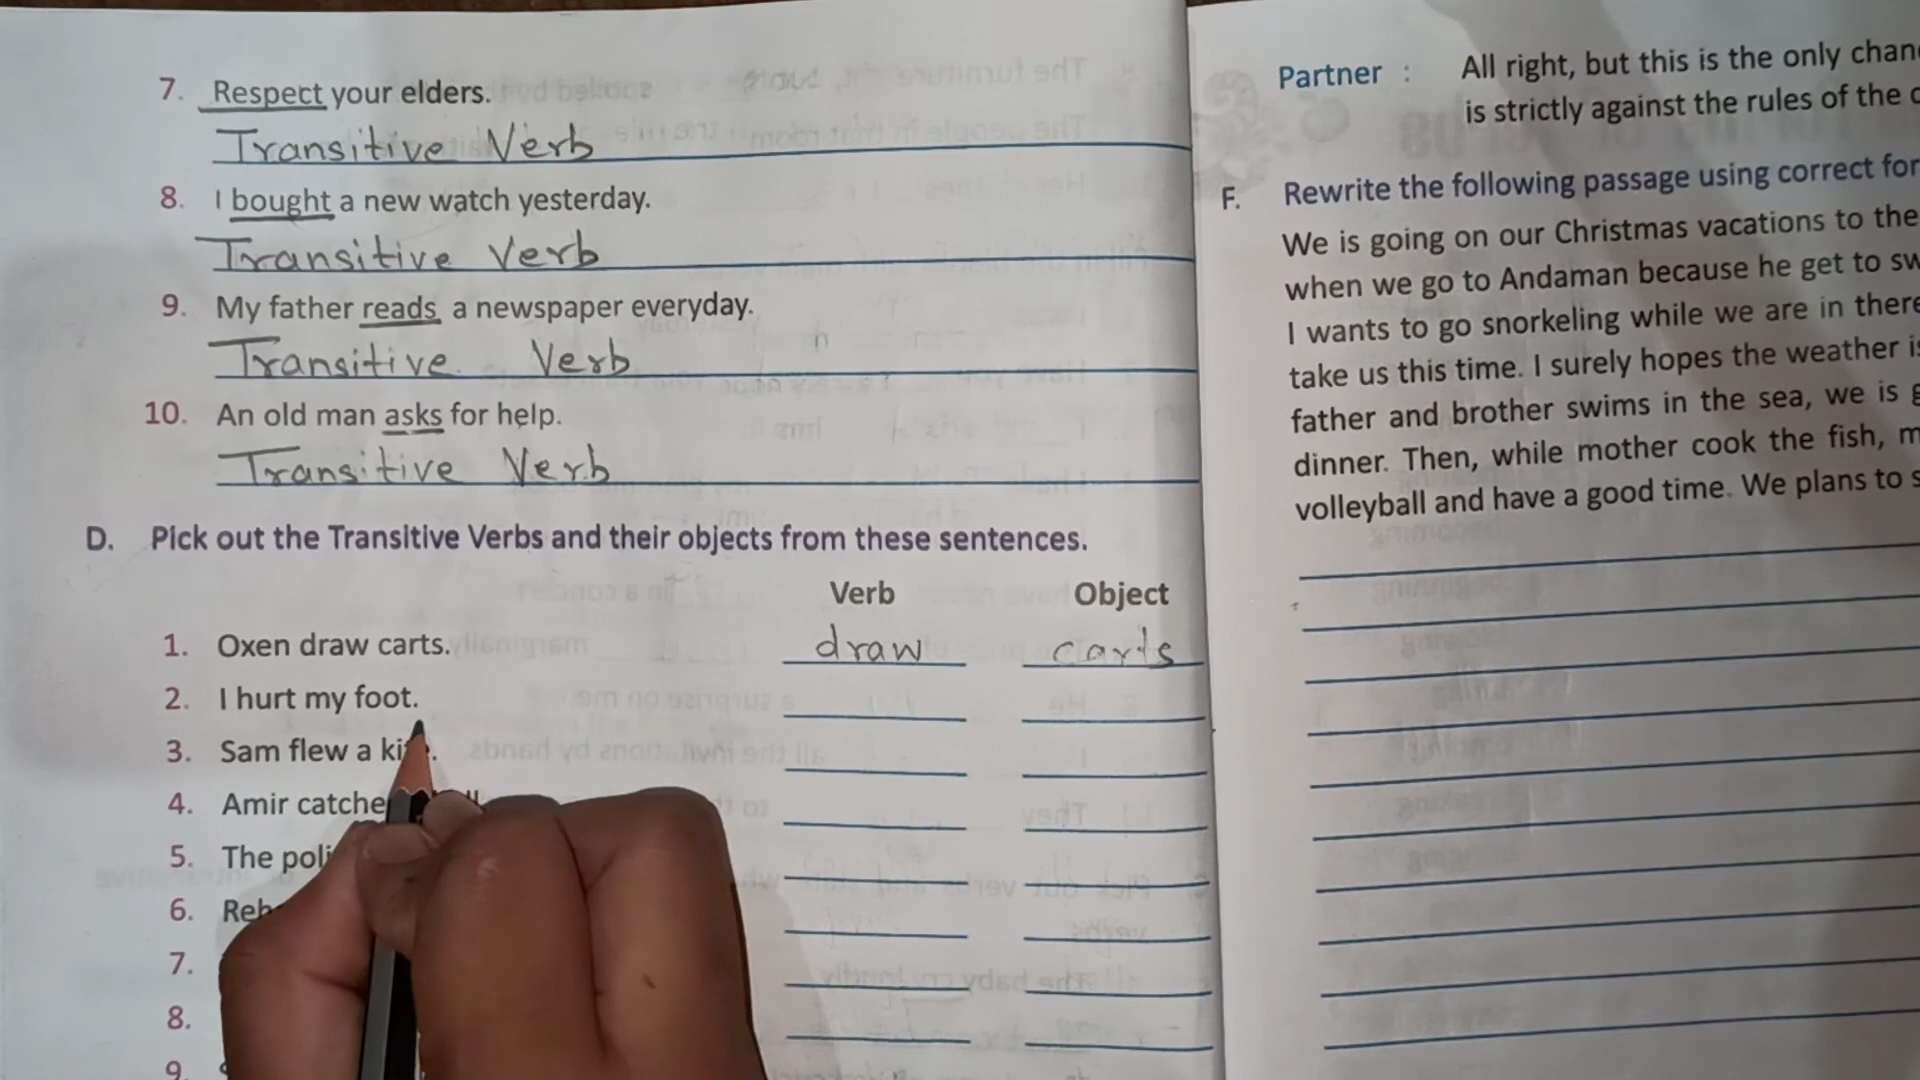 7. Respect your elders.
Transitive Verb
8. I bought a new watch yesterday.
Transitive Verb
9. My father reads a newspaper everyday.
Transitive Verb
10. An old man asks for help.
Transitive Verb
D. Pick out the Transitive Verbs and their objects from these sentences.
Verb Object
1. Oxen draw carts. draw carts
2. I hurt my foot.
3. Sam flew a
4. Amir
5. The
6.
7.
8.
9.
Partner : All right, but this is the only
is strictly against the rules of the
F. Rewrite the following passage using correct
We is going on our Christmas vacations to the
when we go to Andaman because he get to
I wants to go snorkeling while we are in
take us this time. I surely hopes the weather
father and brother swims in the sea, we is
dinner. Then, while mother cook the fish,
volleyball and have a good time. We plans to